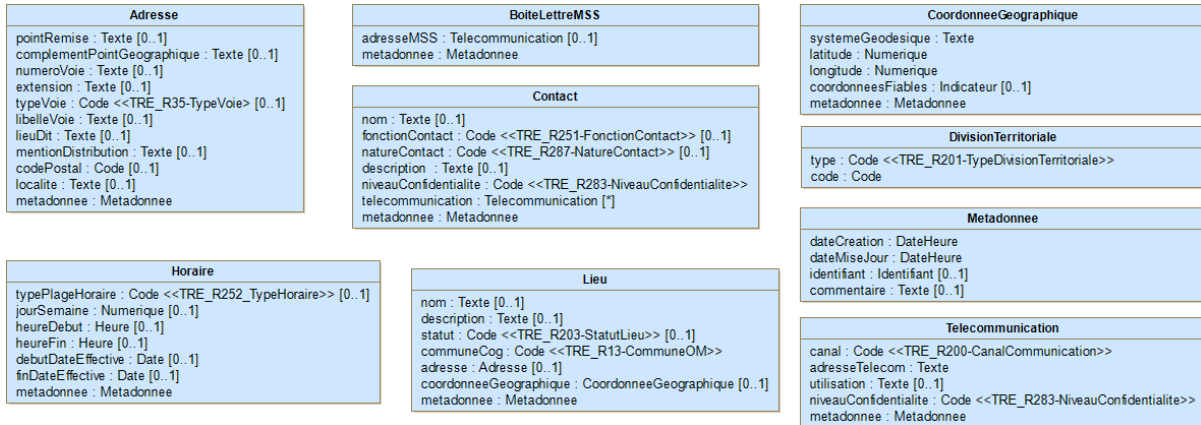 Adresse
pointRemise : Texte [0..1]
complementPointGeographique : Texte [0..1]
numeroVoie : Texte [0..1]
extension : Texte [0..1]
typeVoie : Code <<TRE_R35-TypeVoie> [0..1]
libelleVoie : Texte [0..1]
lieuDit : Texte [0..1]
mentionDistribution : Texte [0..1]
codePostal : Code [0..1]
localite : Texte [0..1]
metadonnee : Metadonnee
BoiteLettreMSS
adresseMSS : Telecommunication [0..1]
metadonnee : Metadonnee
Contact
nom : Texte [0..1]
fonctionContact : Code <<TRE_R251-FonctionContact>> [0..1]
natureContact : Code <<TRE_R287-NatureContact>> [0..1]
description : Texte [0..1]
niveauConfidentialite : Code <<TRE_R283-NiveauConfidentialite>>
telecommunication : Telecommunication [*]
metadonnee : Metadonnee
CoordonneeGeographique
systemeGeodesique : Texte
latitude : Numerique
longitude : Numerique
coordonneesFiables : Indicateur [0..1]
metadonnee : Metadonnee
DivisionTerritoriale
type : Code <<TRE_R201-TypeDivisionTerritoriale>>
code : Code
Metadonnee
dateCreation : DateHeure
dateMiseJour : DateHeure
identifiant : Identifiant [0..1]
commentaire : Texte [0..1]
Horaire
typePlageHoraire : Code <<TRE_R252_TypeHoraire>> [0..1]
jourSemaine : Numerique [0..1]
heureDebut : Heure [0..1]
heureFin : Heure [0..1]
debutDateEffective : Date [0..1]
finDateEffective : Date [0..1]
metadonnee : Metadonnee
Lieu
nom : Texte [0..1]
description : Texte [0..1]
statut : Code <<TRE_R203-StatutLieu>> [0..1]
communeCog : Code <<TRE_R13-CommuneOM>>
adresse : Adresse [0..1]
coordonneeGeographique : CoordonneeGeographique [0..1]
metadonnee : Metadonnee
Telecommunication
canal : Code <<TRE_R200-CanalCommunication>>
adresseTelecom : Texte
utilisation : Texte [0..1]
niveauConfidentialite : Code <<TRE_R283-NiveauConfidentialite>>
metadonnee : Metadonnee